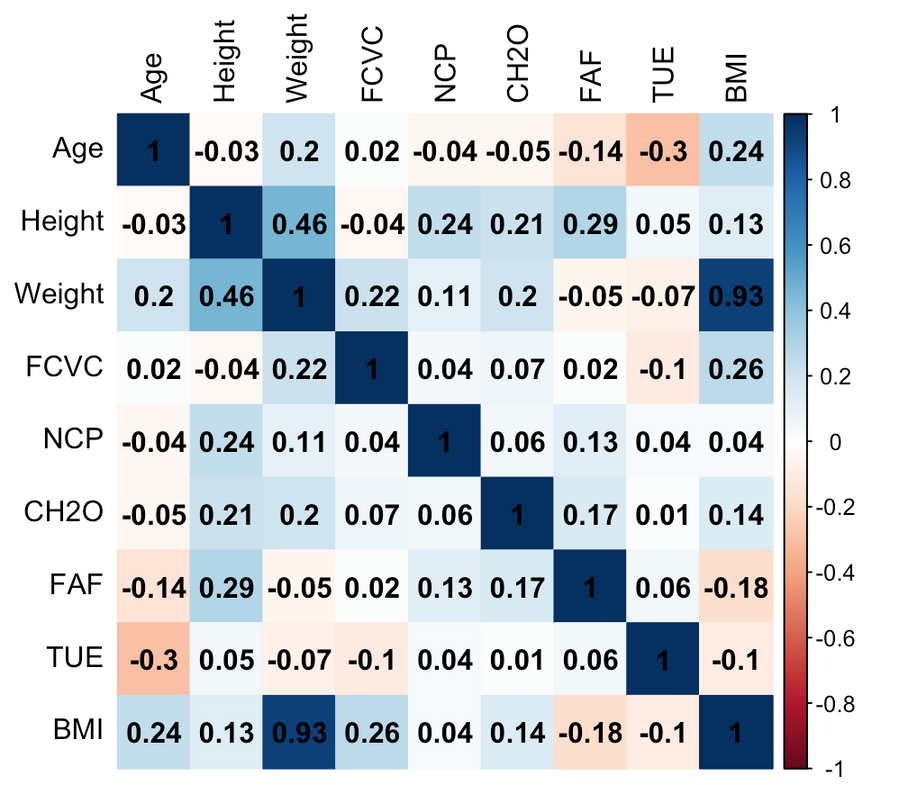 Age Height Weight FCVC NCP CH2O FAF TUE BMI
1
Age 1 -0.03 0.2 0.02 -0.04 -0.05 -0.14 -0.3 0.24
0.8
Height -0.03 1 0.46 -0.04 0.24 0.21 0.29 0.05 0.13
0.6
Weight 0.2 0.46 1 0.22 0.11 0.2 -0.05 -0.07 0.93
0.4
FCVC 0.02 -0.04 0.22 1 0.04 0.07 0.02 -0.1 0.26
0.2
NCP -0.04 0.24 0.11 0.04 1 0.06 0.13 0.04 0.04
0
CH2O -0.05 0.21 0.2 0.07 0.06 1 0.17 0.01 0.14
-0.2
FAF -0.14 0.29 -0.05 0.02 0.13 0.17 1 0.06 -0.18
-0.4
-0.6
TUE -0.3 0.05 -0.07 -0.1 0.04 0.01 0.06 1 -0.1
-0.8
BMI 0.24 0.13 0.93 0.26 0.04 0.14 -0.18 -0.1 1
-1